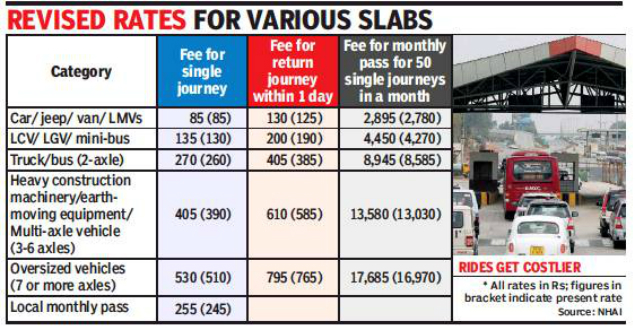 REVISED RATES FOR VARIOUS SLABS
Category
Fee for
single
journey
Fee for
return
journey
within 1 day
Fee for monthly
pass for 50
single journeys
in a month
Car/ jeep/ van/ LMVs 85 (85) 130 (125) 2,895 (2,780)
LCV/ LGV/ mini-bus 135 (130) 200 (190) 4,450 (4,270)
Truck/bus (2-axle) 270 (260) 405 (385) 8,945 (8,585)
Heavy construction
machinery/earth-
moving equipment/
Multi-axle vehicle
(3-6 axles)
405 (390) 610 (585) 13,580 (13,030)
Oversized vehicles
(7 or more axles)
530 (510) 795 (765) 17,685 (16,970)
Local monthly pass 255 (245)
RIDES GET COSTLIER
* All rates in Rs; figures in
bracket indicate present rate
Source: NHAI